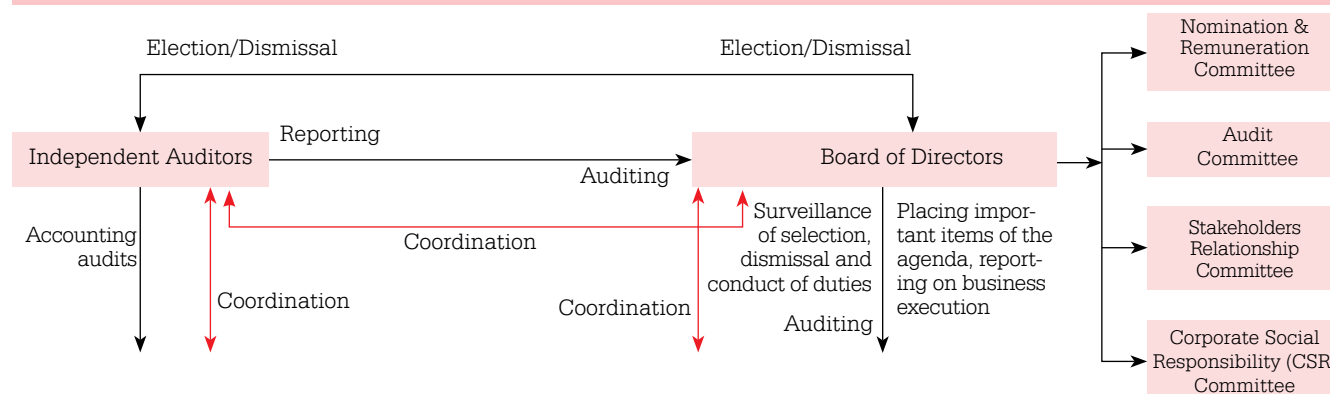 Election/Dismissal
Election/Dismissal
Nomination &
Remuneration
Committee
Independent Auditors
Reporting
Auditing
Board of Directors
Audit
Committee
Accounting
audits
Coordination
Coordination
Coordination
Surveillance
of selection,
dismissal and
conduct of duties
Auditing
Placing impor-
tant items of the
agenda, report-
ing on business
execution
Stakeholders
Relationship
Committee
Corporate Social
Responsibility (CSR
Committee